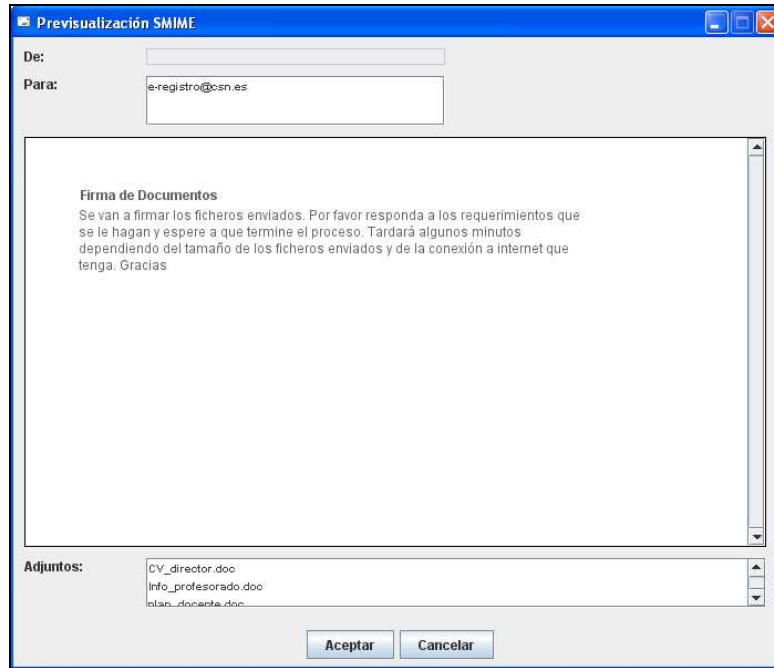 Previsualización SMIME
De:
Para:
e-registro@csn.es
Firma de Documentos
Se van a firmar los ficheros enviados. Por favor responda a los requerimientos que
se le hagan y espere a que termine el proceso. Tardará algunos minutos
dependiendo del tamaño de los ficheros enviados y de la conexión a internet que
tenga. Gracias
Adjuntos:
CV_director.doc
Info_profesorado.doc
plan_docente.doc
Aceptar
Cancelar